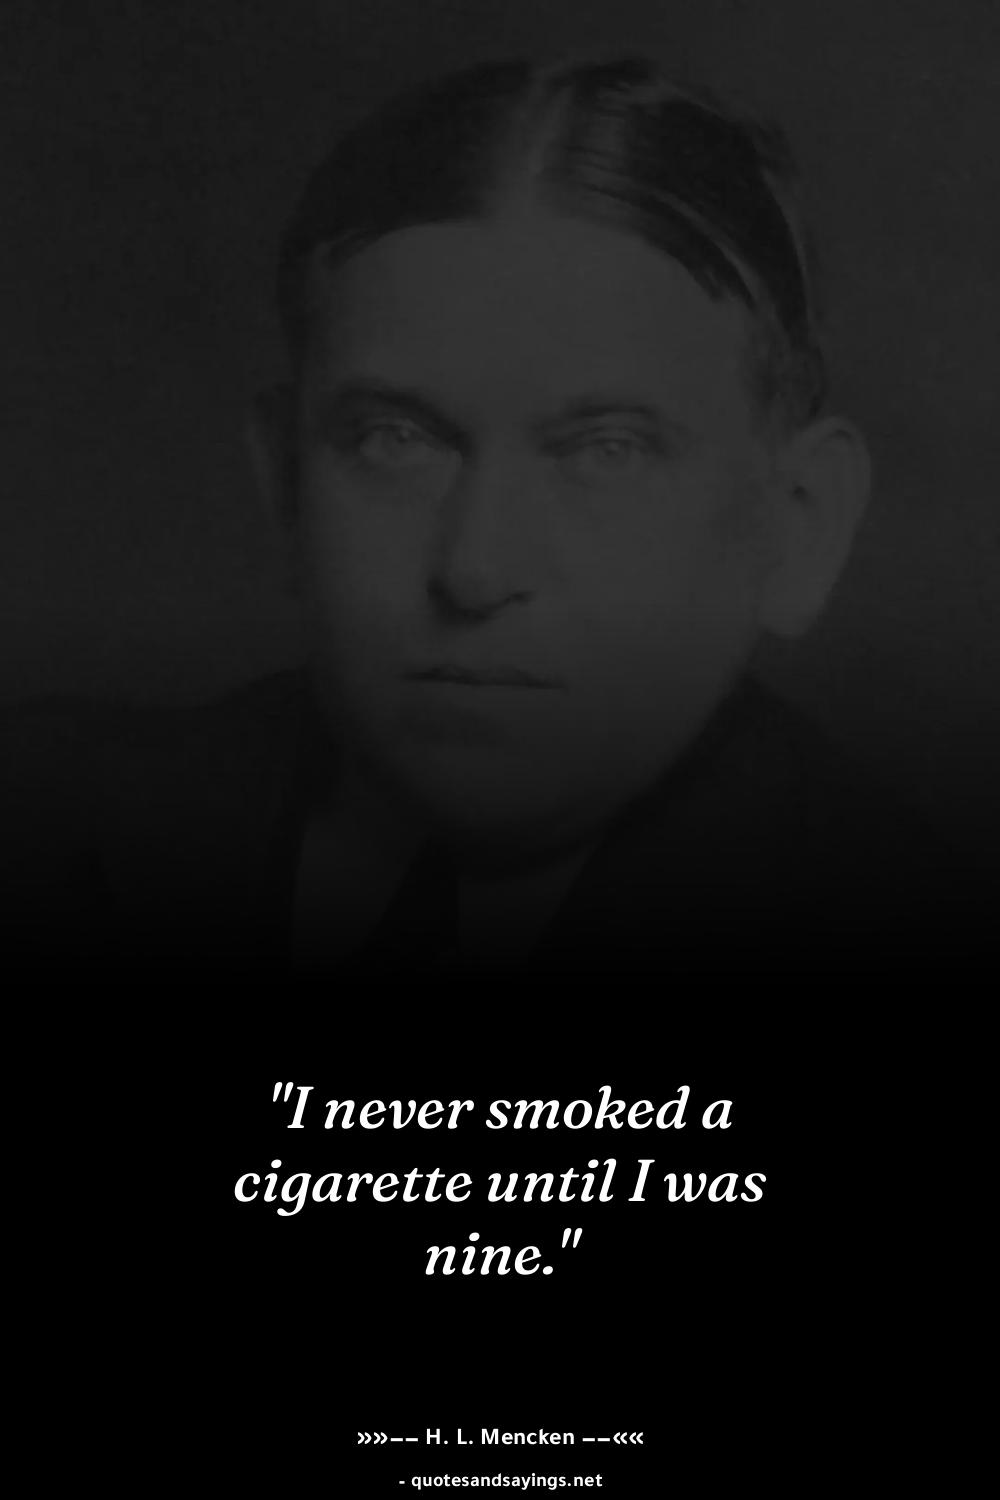 "I never smoked a
cigarette until I was
nine."
»»−− H. L. Mencken −−««
- quotesandsayings.net